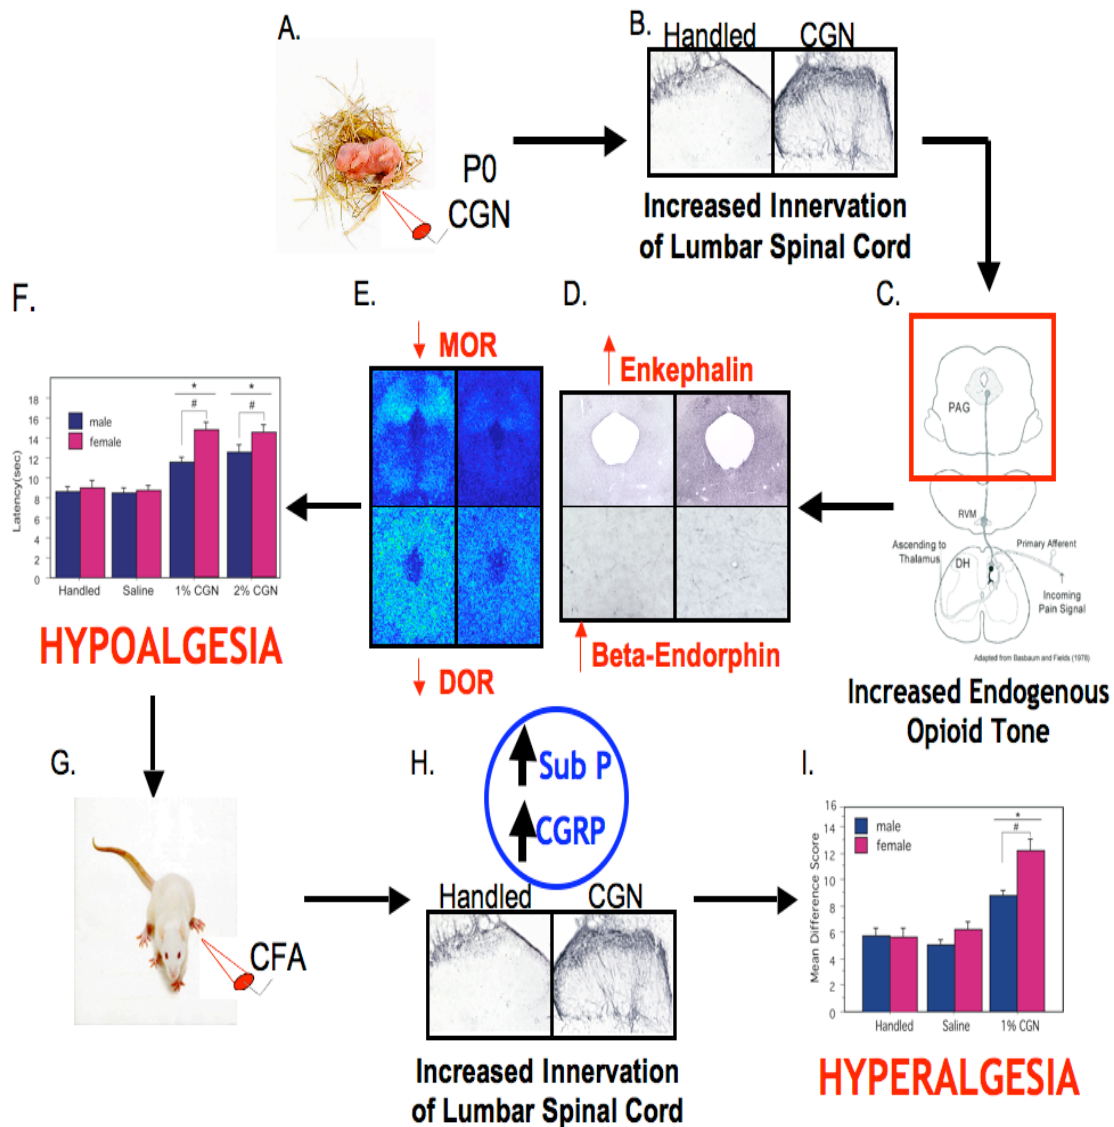 A.
P0
CGN
B.
Handled CGN
Increased Innervation
of Lumbar Spinal Cord
C.
PAG
RVM
Ascending to
Thalamus
DH
Primary Afferent
Incoming
Pain Signal
Adapted from Basbaum and Fields (1978)
Increased Endogenous
Opioid Tone
D.
Enkephalin
Beta-Endorphin
E.
MOR
DOR
F.
Latency(sec)
18
16
14
12
10
8
6
4
2
0
male
female
* *
# #
Handled Saline 1% CGN 2% CGN
HYPOALGESIA
G.
CFA
H.
Sub P
CGRP
Handled CGN
Increased Innervation
of Lumbar Spinal Cord
I.
Mean Difference Score
16
14
12
10
8
6
4
2
0
male
female
*
#
Handled Saline 1% CGN
HYPERALGESIA